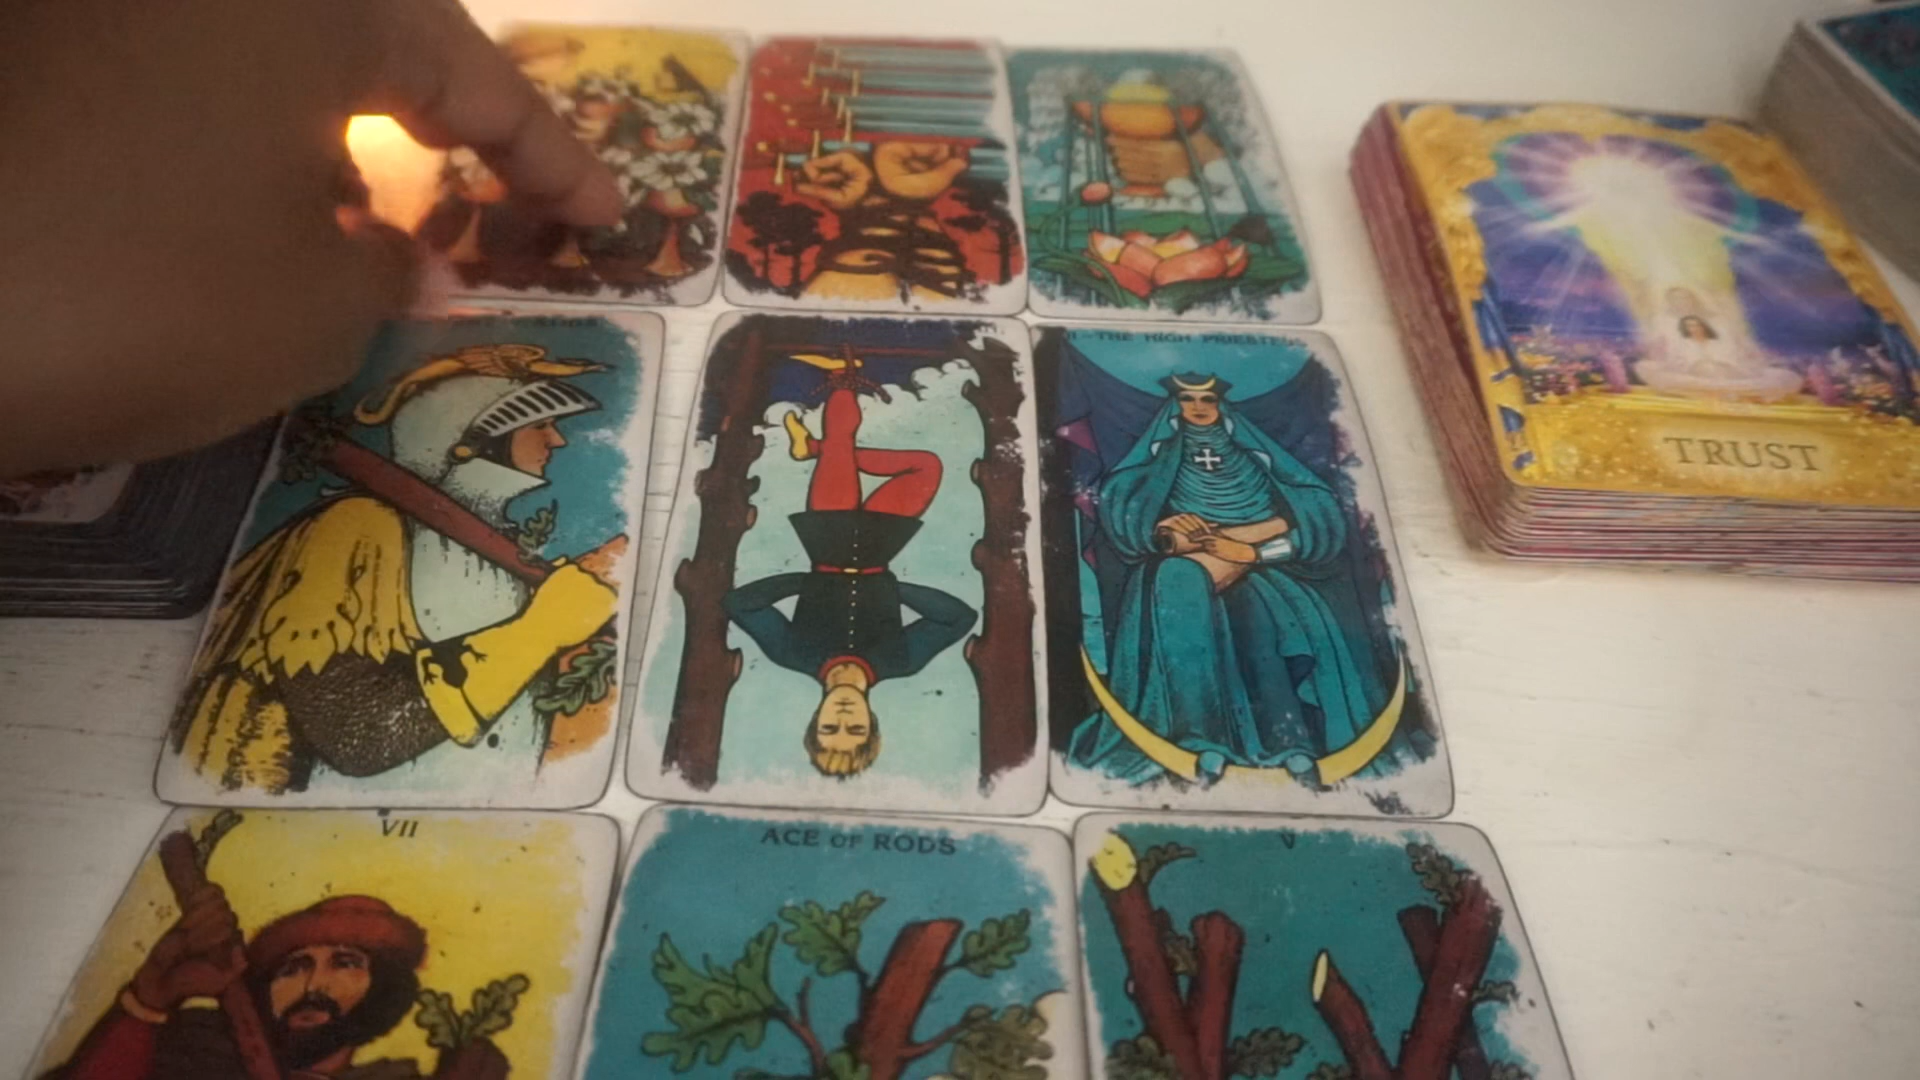 THE HIGH PRIESTESS
TRUST
VII
ACE OF RODS
V